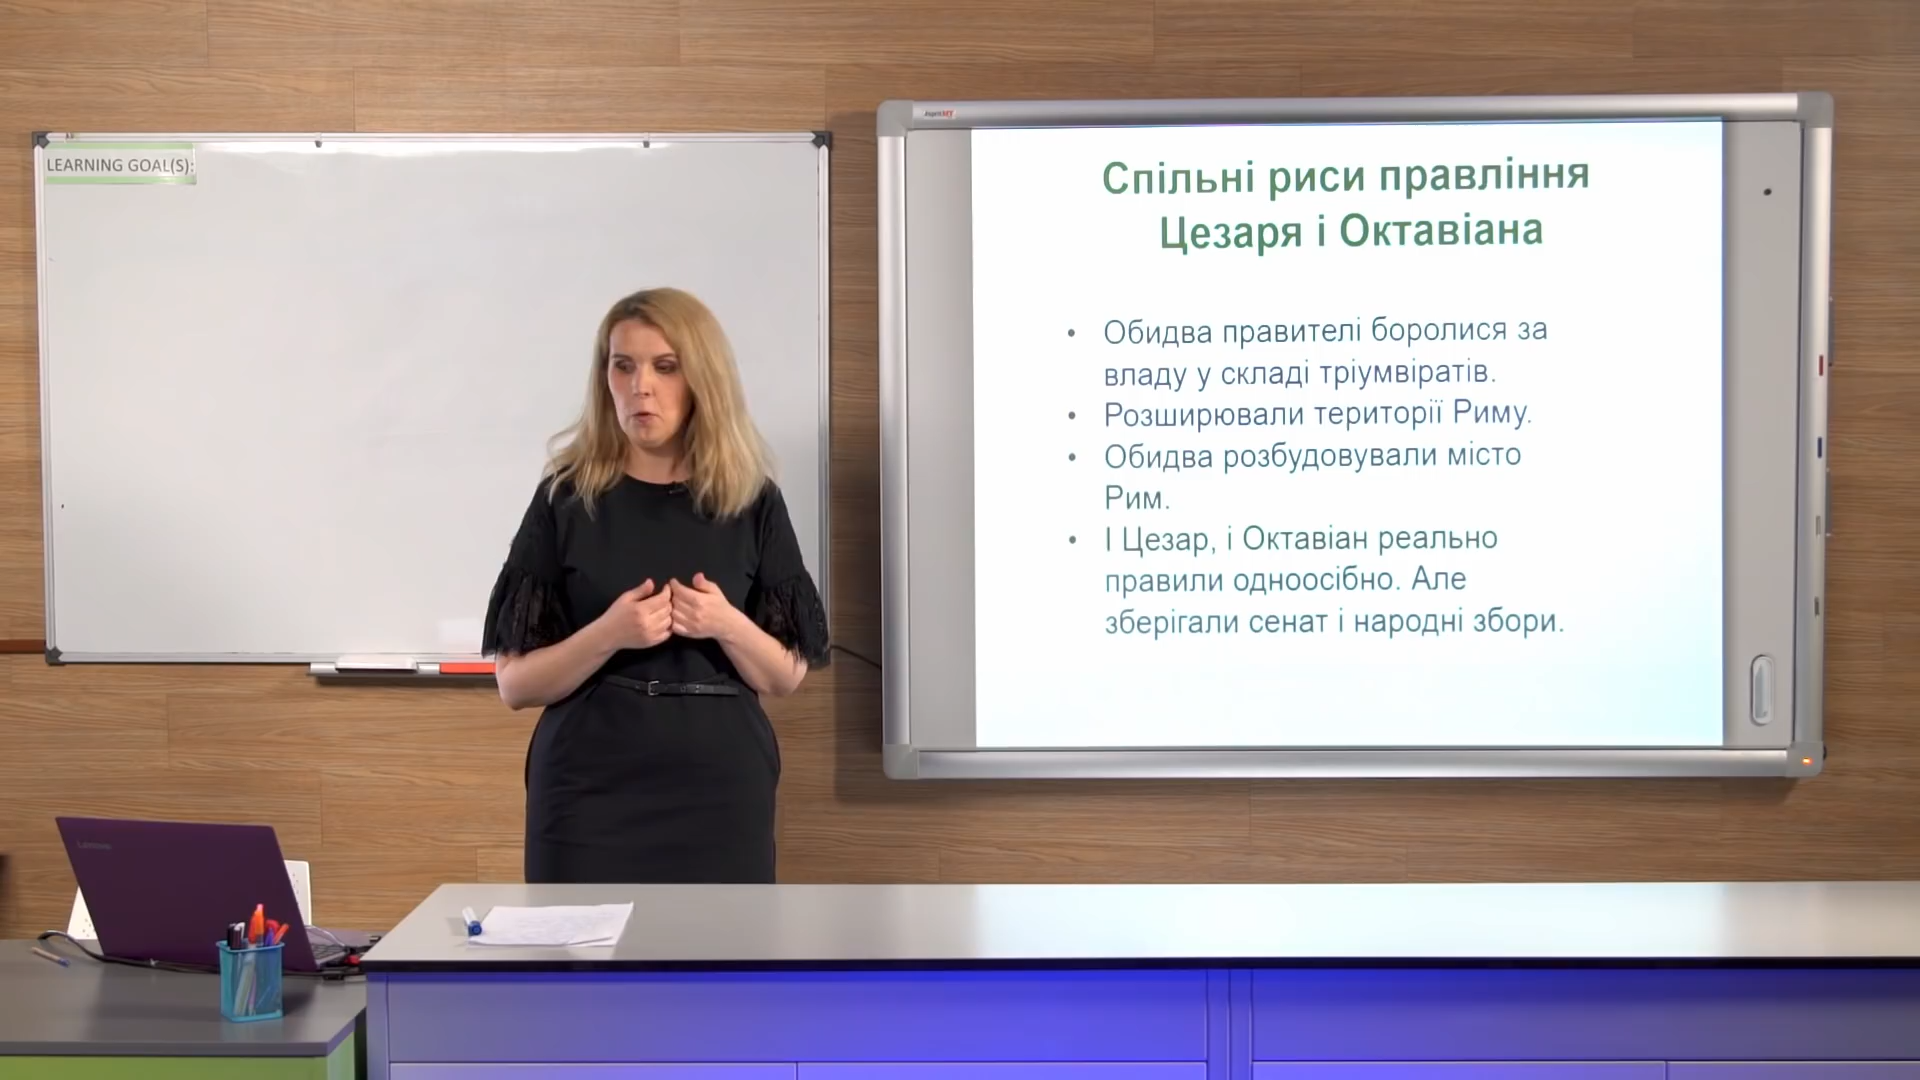 LEARNING GOAL(S):
Спільні риси правління
Цезаря і Октавіана
• Обидва правителі боролися за
владу у складі тріумвіратів.
• Розширювали території Риму.
• Обидва розбудовували місто
Рим.
• І Цезар, і Октавіан реально
правили одноосібно. Але
зберігали сенат і народні збори.
Lenovo